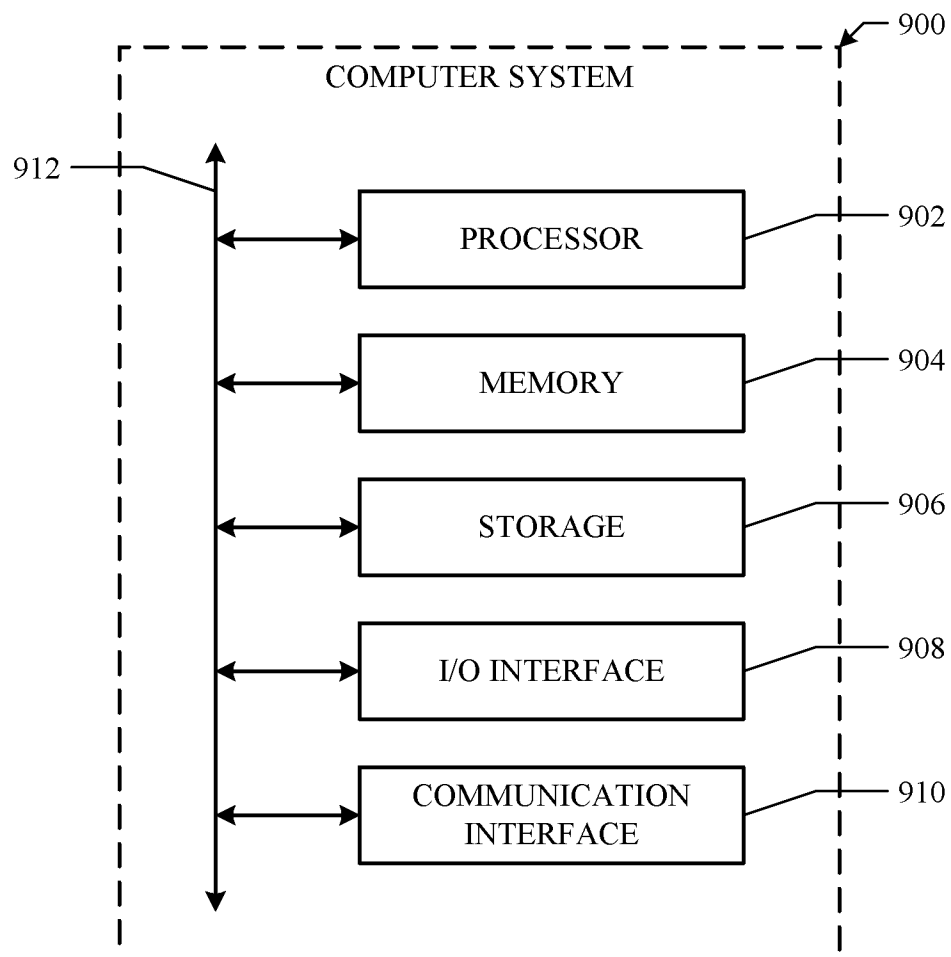 900
COMPUTER SYSTEM
912
PROCESSOR
902
MEMORY
904
STORAGE
906
I/O INTERFACE
908
COMMUNICATION
INTERFACE
910